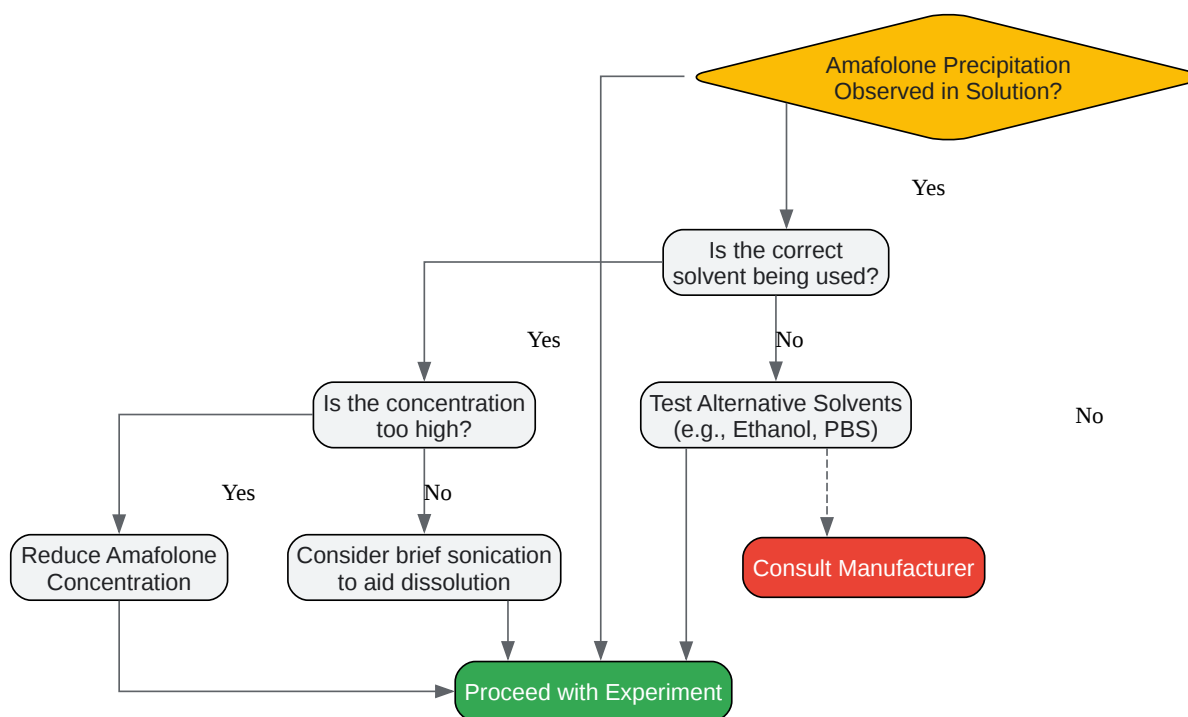 Amafolone Precipitation
Observed in Solution?
Yes
Is the correct
solvent being used?
Yes
No
Is the concentration
too high?
Test Alternative Solvents
(e.g., Ethanol, PBS)
No
Yes
No
Reduce Amafolone
Concentration
Consider brief sonication
to aid dissolution
Consult Manufacturer
Proceed with Experiment